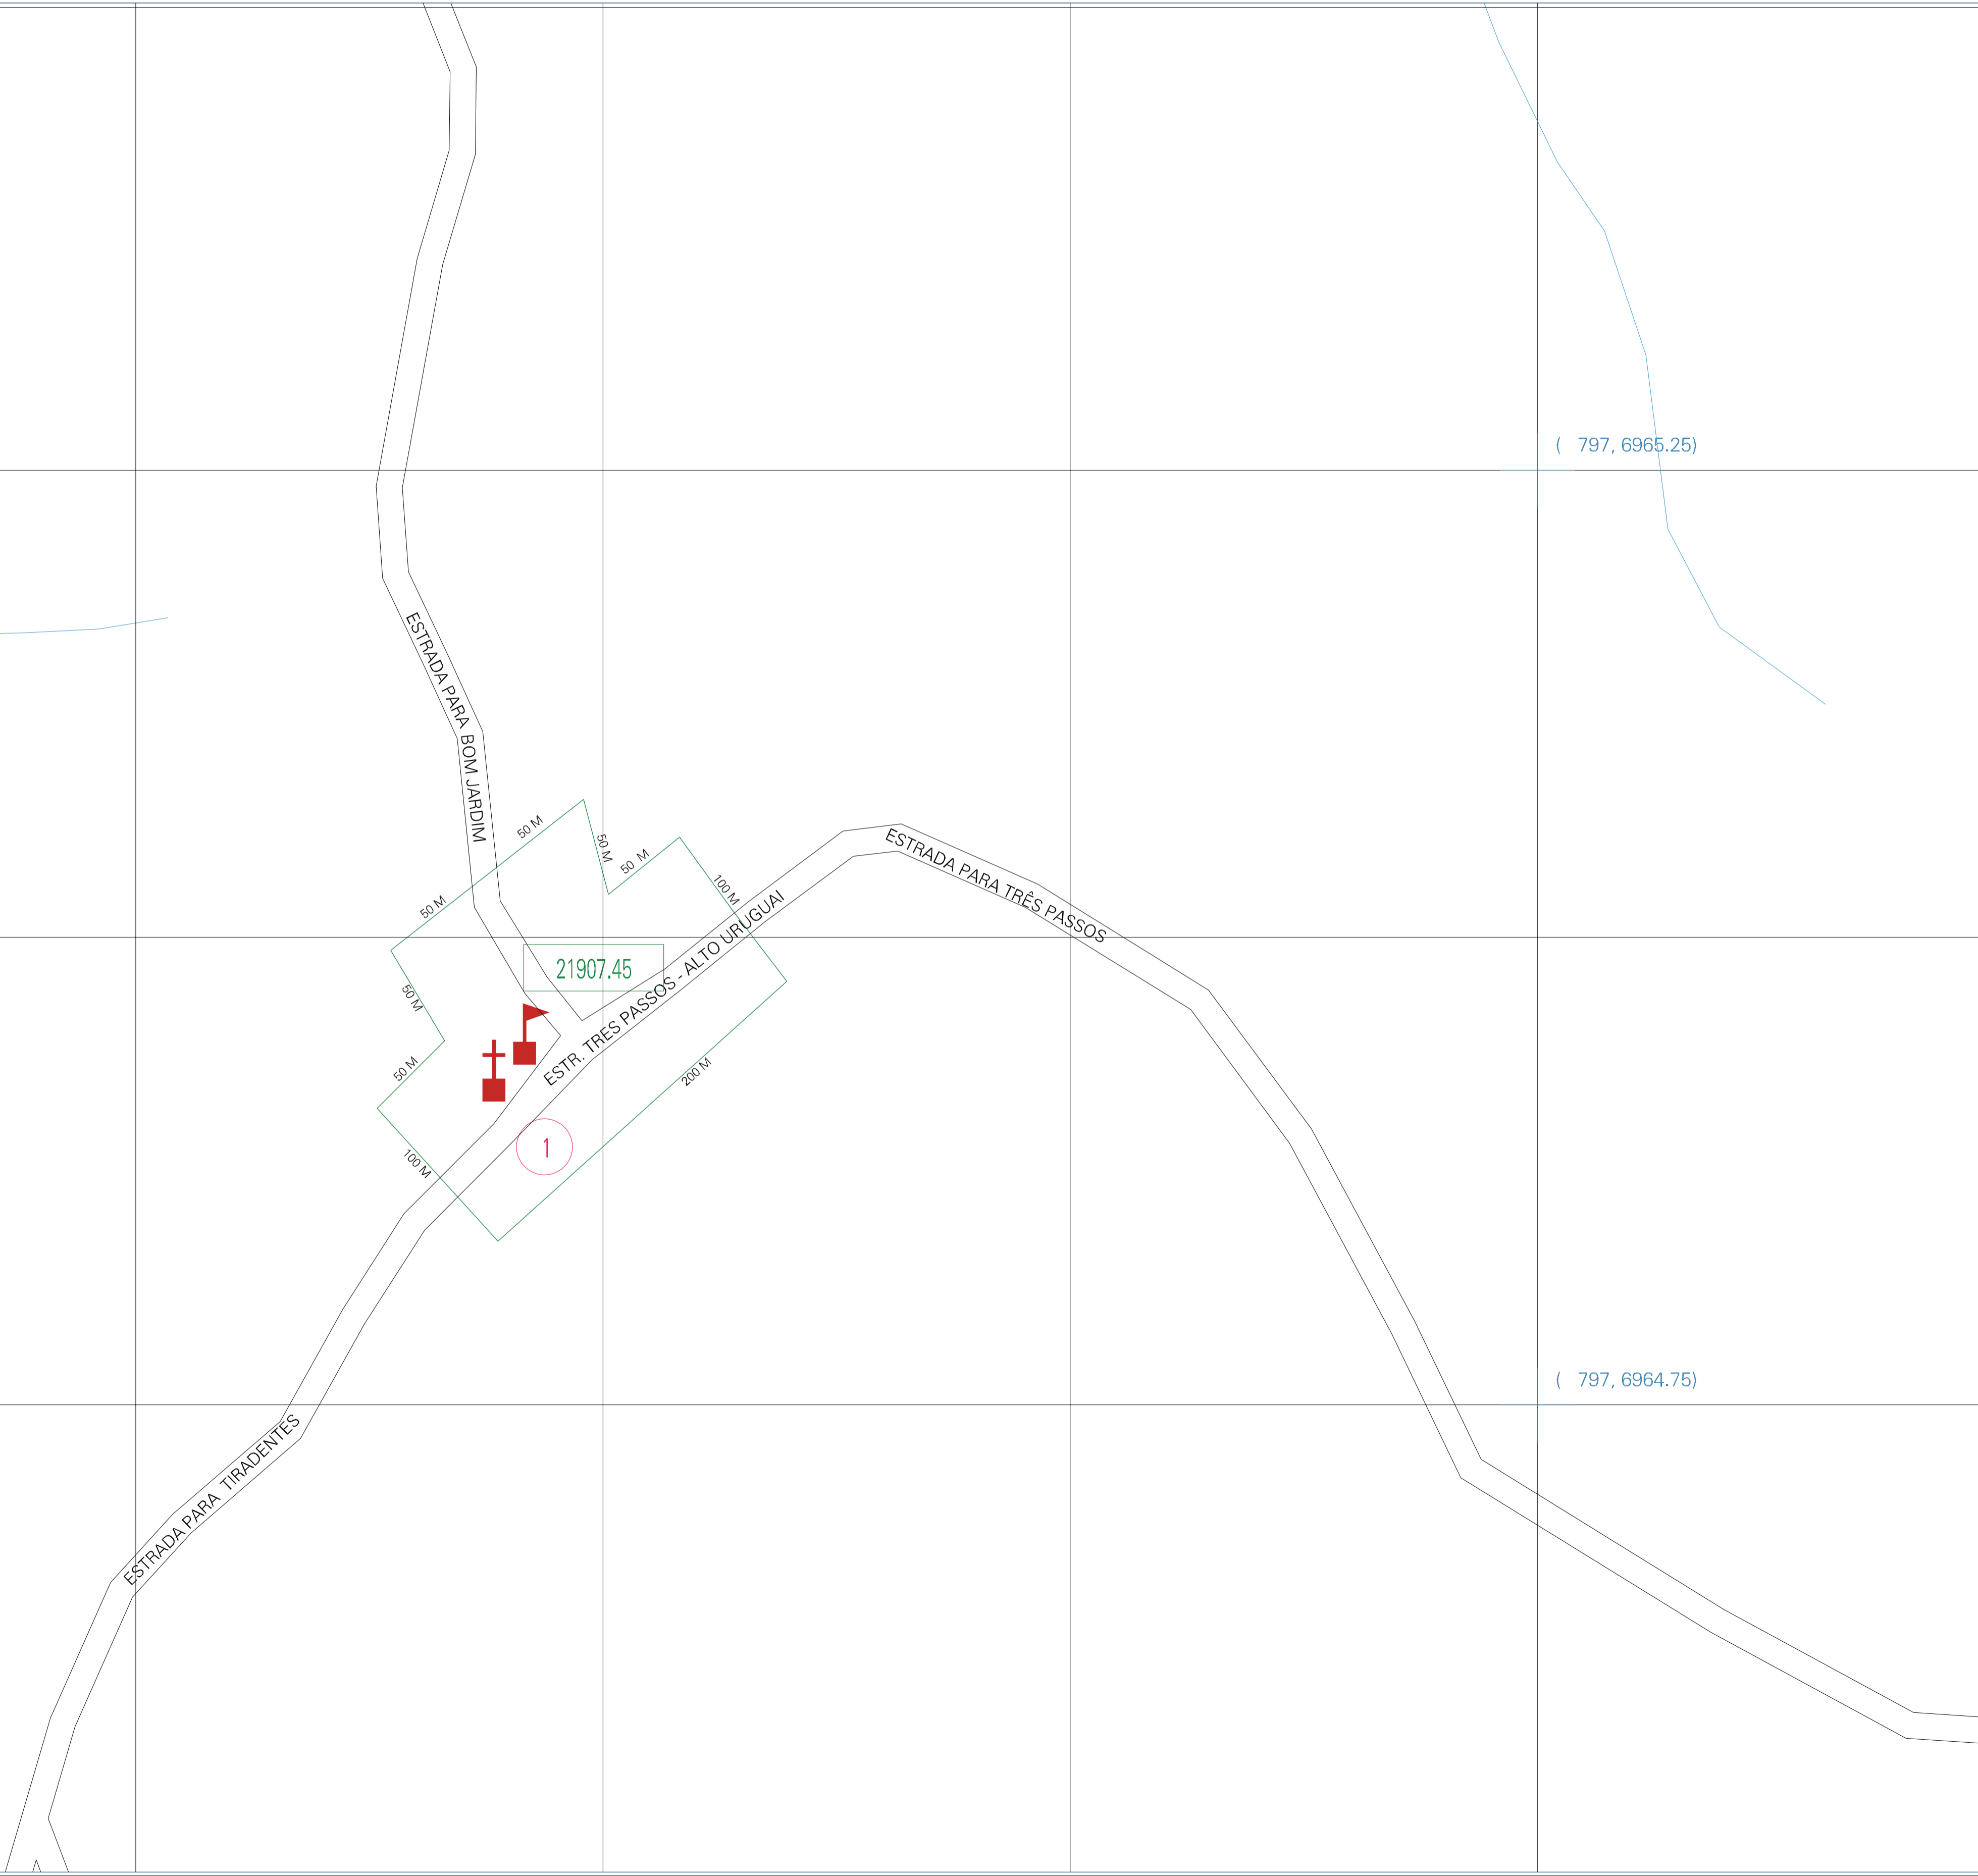 ( 797, 6965.25)
ESTRADA PARA BOM JARDIM
50 M
50 M
50 M
100 M
ESTRADA PARA TRÊS PASSOS
50 M
21907.45
ESTR. TRES PASSOS - ALTO URUGUAI
50 M
50 M
200 M
1
100 M
( 797, 6964.75)
ESTRADA PARA TIRADENTES